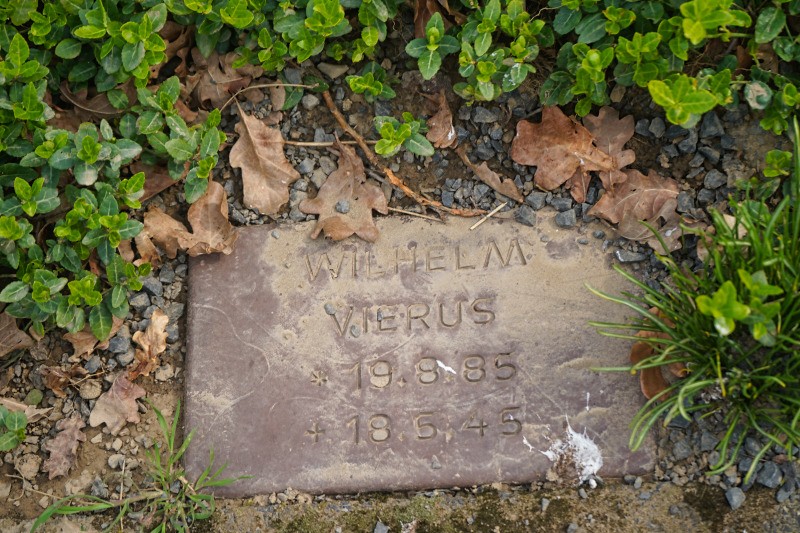 WILHELM
VIERUS
* 19.8.85
+ 18.5.45